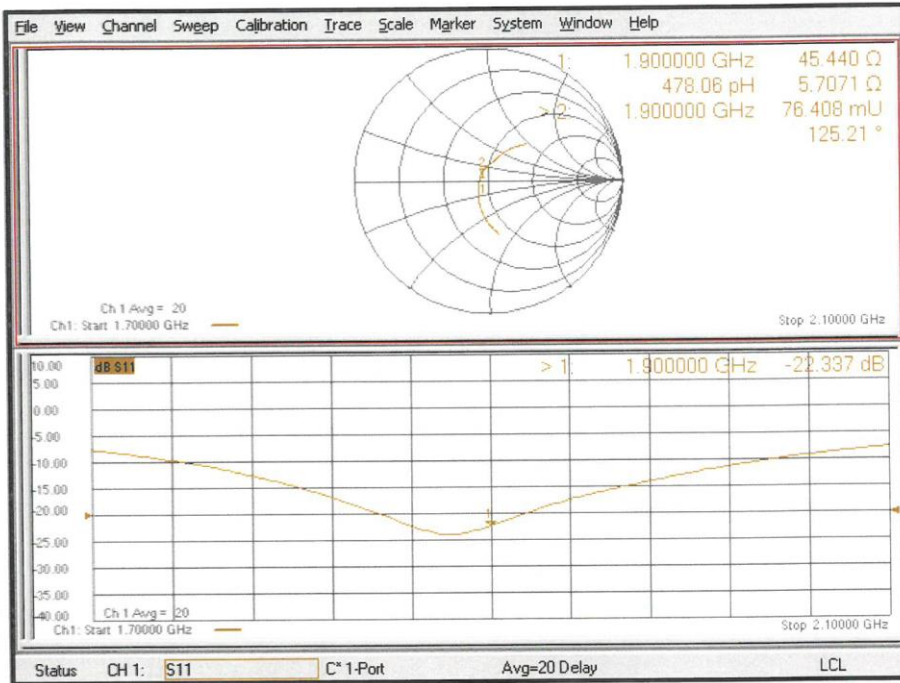 File View Channel Sweep Calibration Trace Scale Marker System Window Help
1: 1.900000 GHz 45.440 Ω
478.06 pH 5.7071 Ω
> 2: 1.900000 GHz 76.408 mU
125.21 °
2
1
Ch 1 Avg = 20
Ch1: Start 1.70000 GHz
Stop 2.10000 GHz
10.00
dB S11
> 1: 1.900000 GHz -22.337 dB
5.00
0.00
-5.00
-10.00
-15.00
-20.00
1
-25.00
-30.00
-35.00
-40.00
Ch 1 Avg = 20
Ch1: Start 1.70000 GHz
Stop 2.10000 GHz
Status CH 1: S11 C* 1-Port Avg=20 Delay LCL